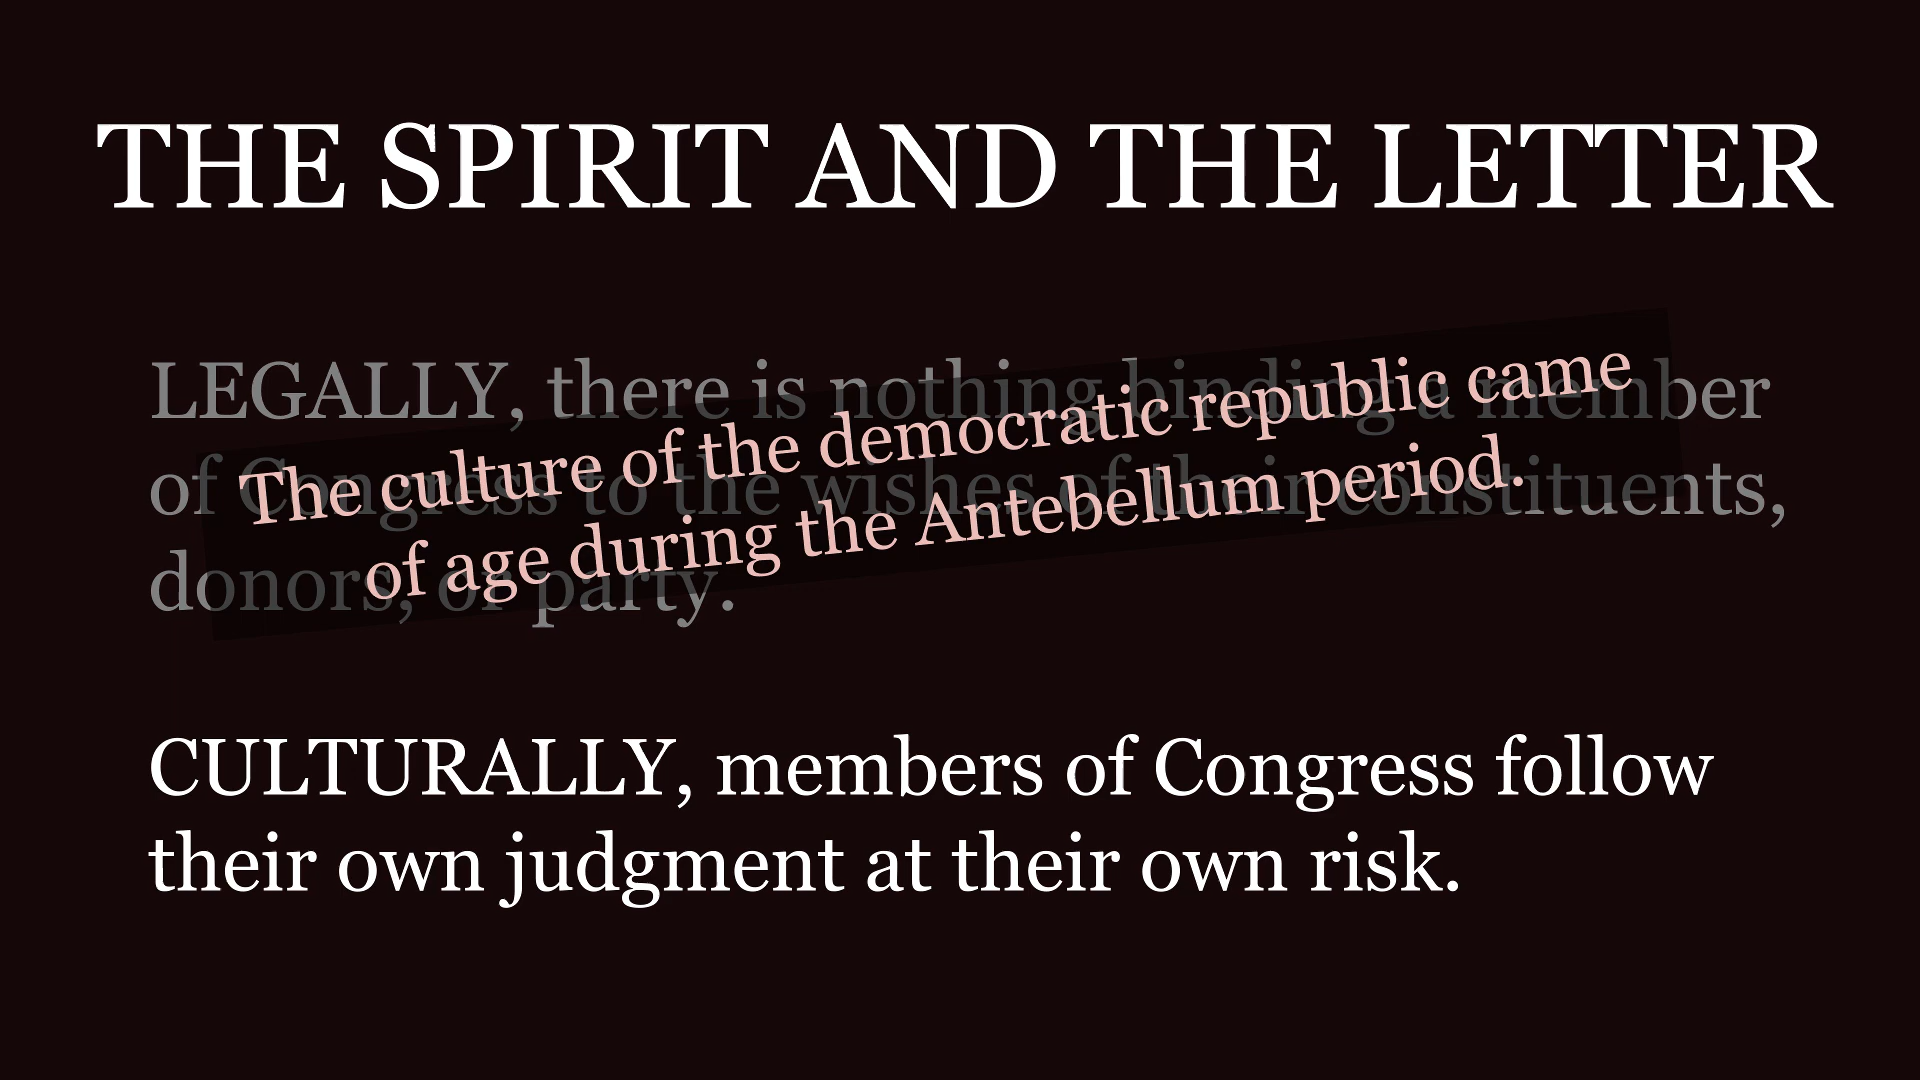 THE SPIRIT AND THE LETTER
LEGALLY, there is nothing binding a member
of Congress to the wishes of their constituents,
donors, or party.
The culture of the democratic republic came
of age during the Antebellum period.
CULTURALLY, members of Congress follow
their own judgment at their own risk.